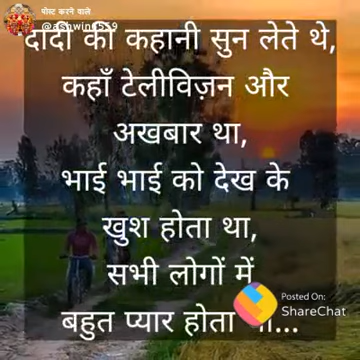 पोस्ट करने वाले
दादी की कहानी सुन लेते थे,
कहाँ टेलीविज़न और
अखबार था,
भाई भाई को देख के
खुश होता था,
सभी लोगों में
बहुत प्यार होता
Posted On:
ShareChat